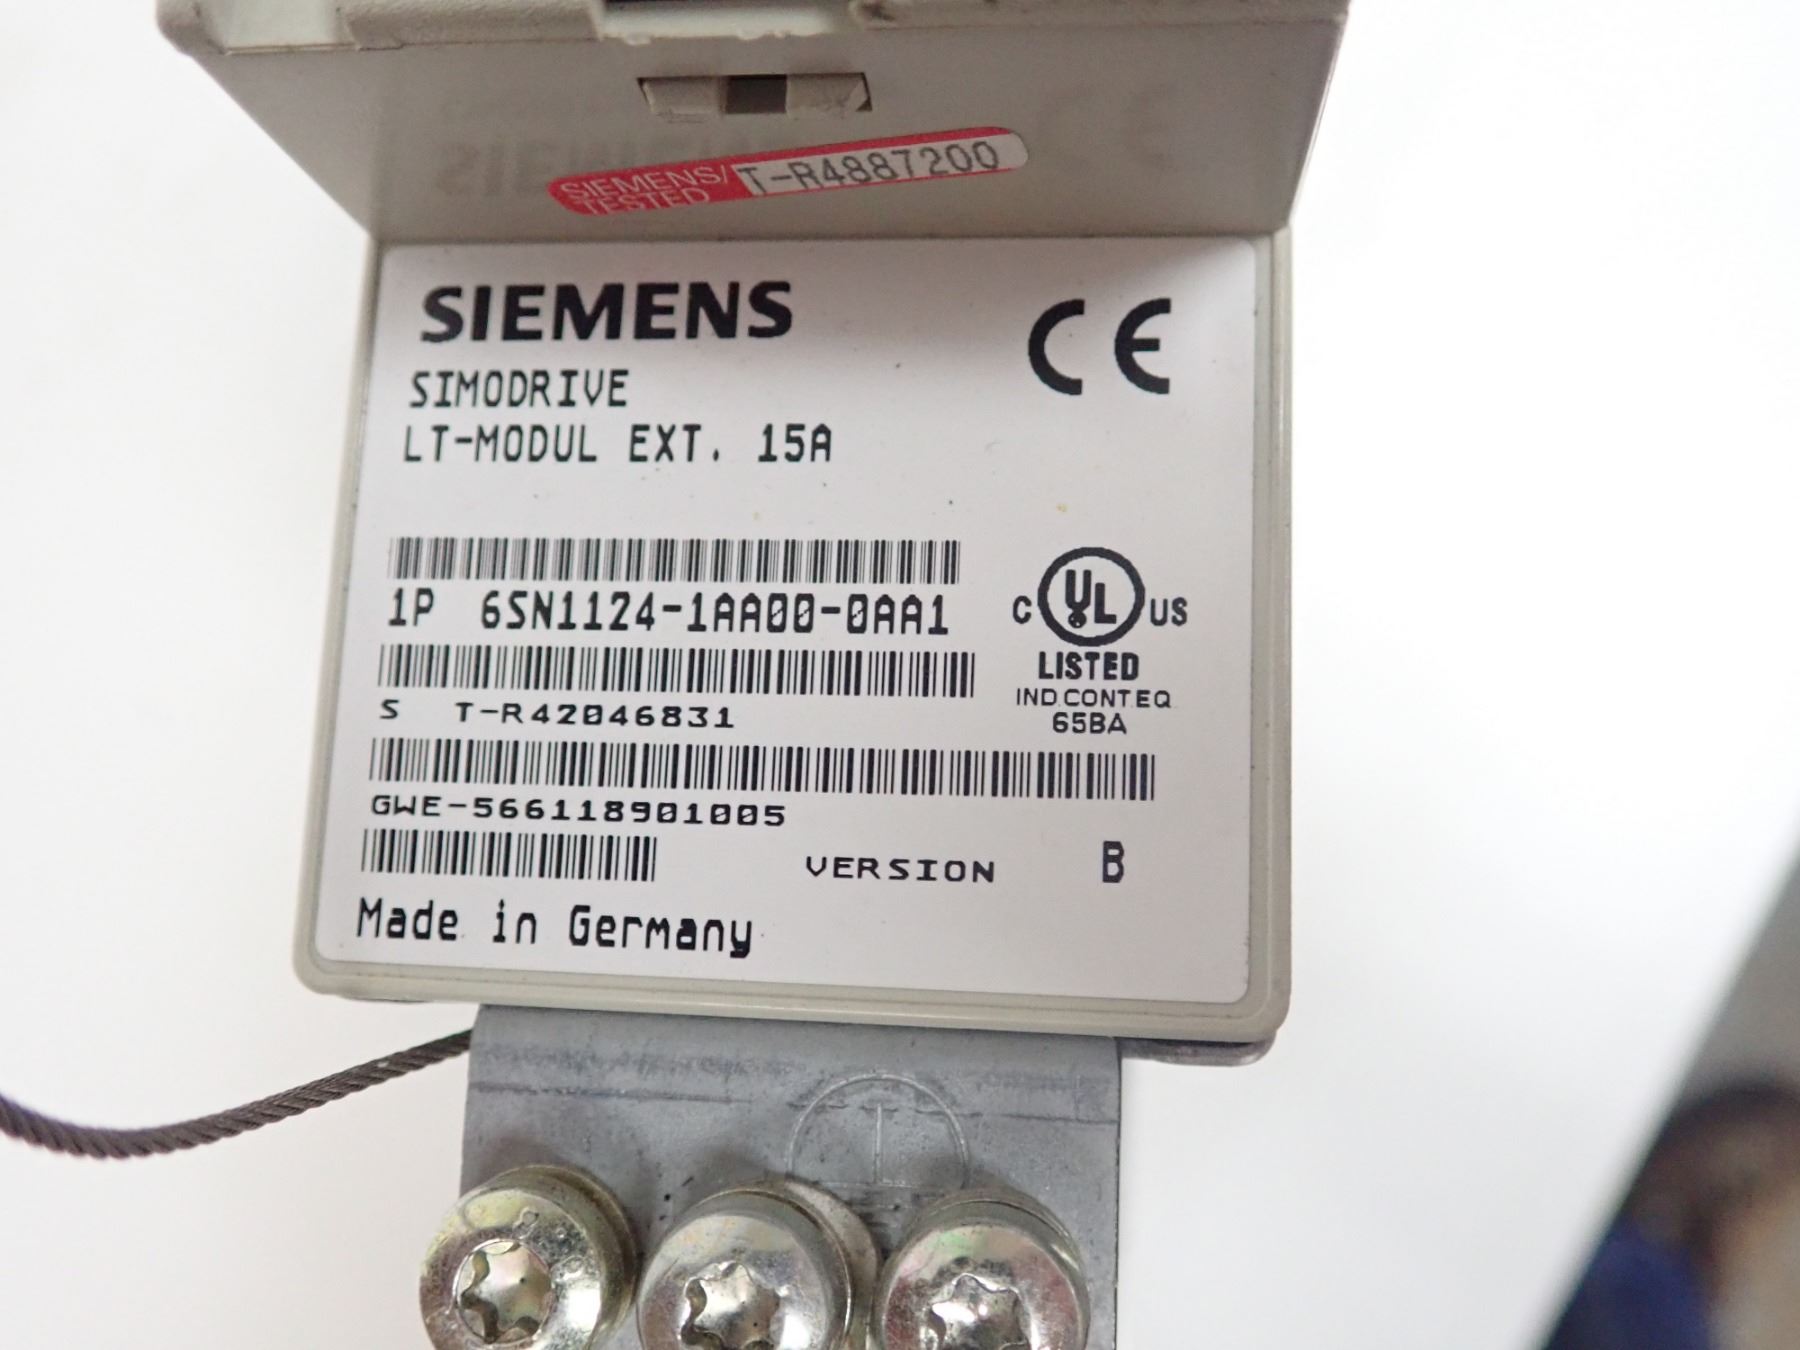 SIEMENS/ T-R4887200
TESTED
SIEMENS
CE
SIMODRIVE
LT-MODUL EXT. 15A
1P 6SN1124-1AA00-0AA1
C UL US
LISTED
IND.CONT.EQ.
65BA
S T-R42046831
GWE-566118901005
VERSION B
Made in Germany